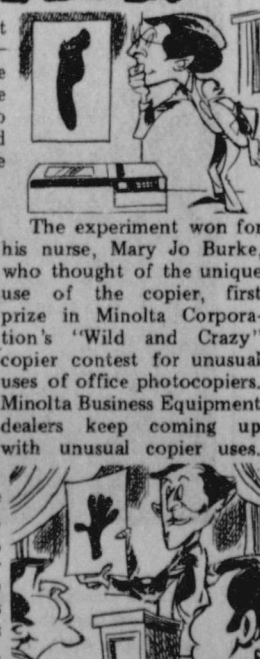 The experiment won for
his nurse, Mary Jo Burke,
who thought of the unique
use of the copier, first
prize in Minolta Corpora-
tion's "Wild and Crazy"
copier contest for unusual
uses of office photocopiers.
Minolta Business Equipment
dealers keep coming up
with unusual copier uses.